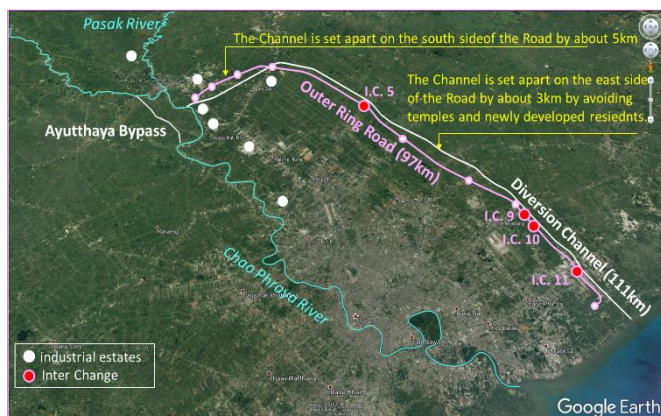 Pasak River
The Channel is set apart on the south sideof the Road by about 5km
The Channel is set apart on the east side
of the Road by about 3km by avoiding
temples and newly developed resiednts.
I.C. 5
Ayutthaya Bypass
Outer Ring Road (97km)
Diversion Channel (111km)
I.C. 9
I.C. 10
I.C. 11
Chao Phraya River
industrial estates
Inter Change
Google Earth